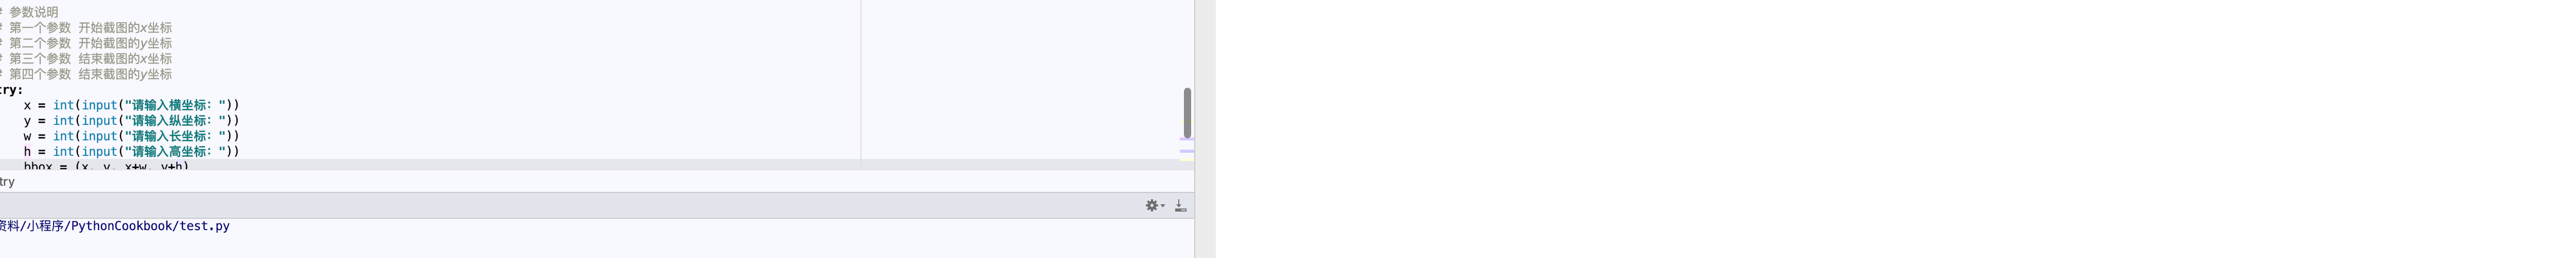 # 参数说明
# 第一个参数 开始截图的x坐标
# 第二个参数 开始截图的y坐标
# 第三个参数 结束截图的x坐标
# 第四个参数 结束截图的y坐标
try:
x = int(input("请输入横坐标："))
y = int(input("请输入纵坐标："))
w = int(input("请输入长坐标："))
h = int(input("请输入高坐标："))
bbox = (x, y, x+w, y+h)
try
资料/小程序/PythonCookbook/test.py